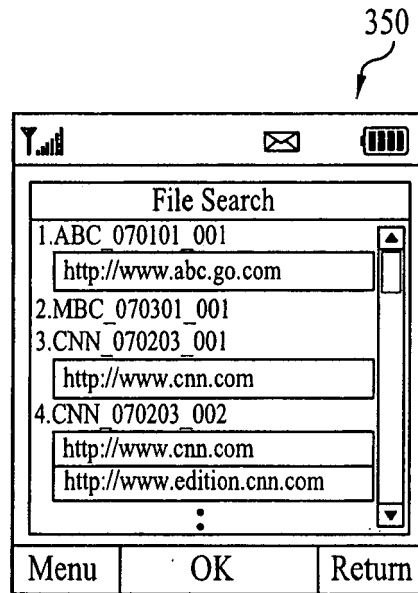 350
File Search
1.ABC_070101_001
http://www.abc.go.com
2.MBC_070301_001
3.CNN_070203_001
http://www.cnn.com
4.CNN_070203_002
http://www.cnn.com
http://www.edition.cnn.com
Menu OK Return